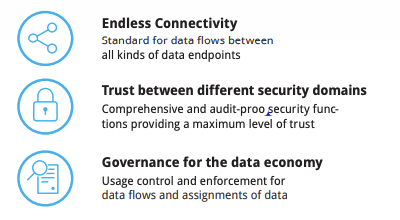 Endless Connectivity
Standard for data flows between
all kinds of data endpoints
Trust between different security domains
Comprehensive and audit-proo security func-
tions providing a maximum level of trust
Governance for the data economy
Usage control and enforcement for
data flows and assignments of data